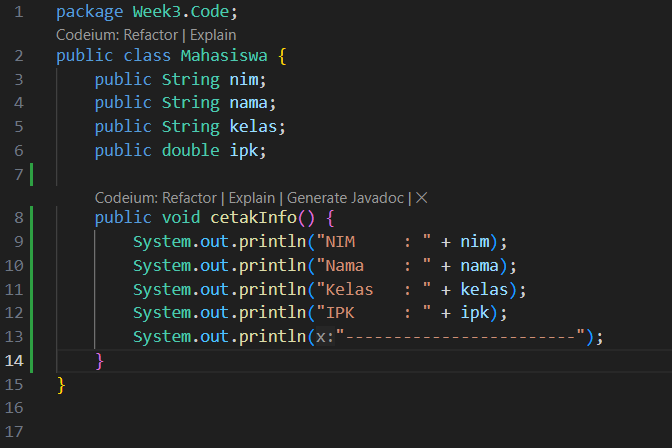 1 package Week3.Code;
Codeium: Refactor | Explain
2 public class Mahasiswa {
3 public String nim;
4 public String nama;
5 public String kelas;
6 public double ipk;
7
Codeium: Refactor | Explain | Generate Javadoc | ×
8 public void cetakInfo() {
9 System.out.println("NIM    : " + nim);
10 System.out.println("Nama   : " + nama);
11 System.out.println("Kelas  : " + kelas);
12 System.out.println("IPK    : " + ipk);
13 System.out.println(x:"------------------------");
14 }
15 }
16
17